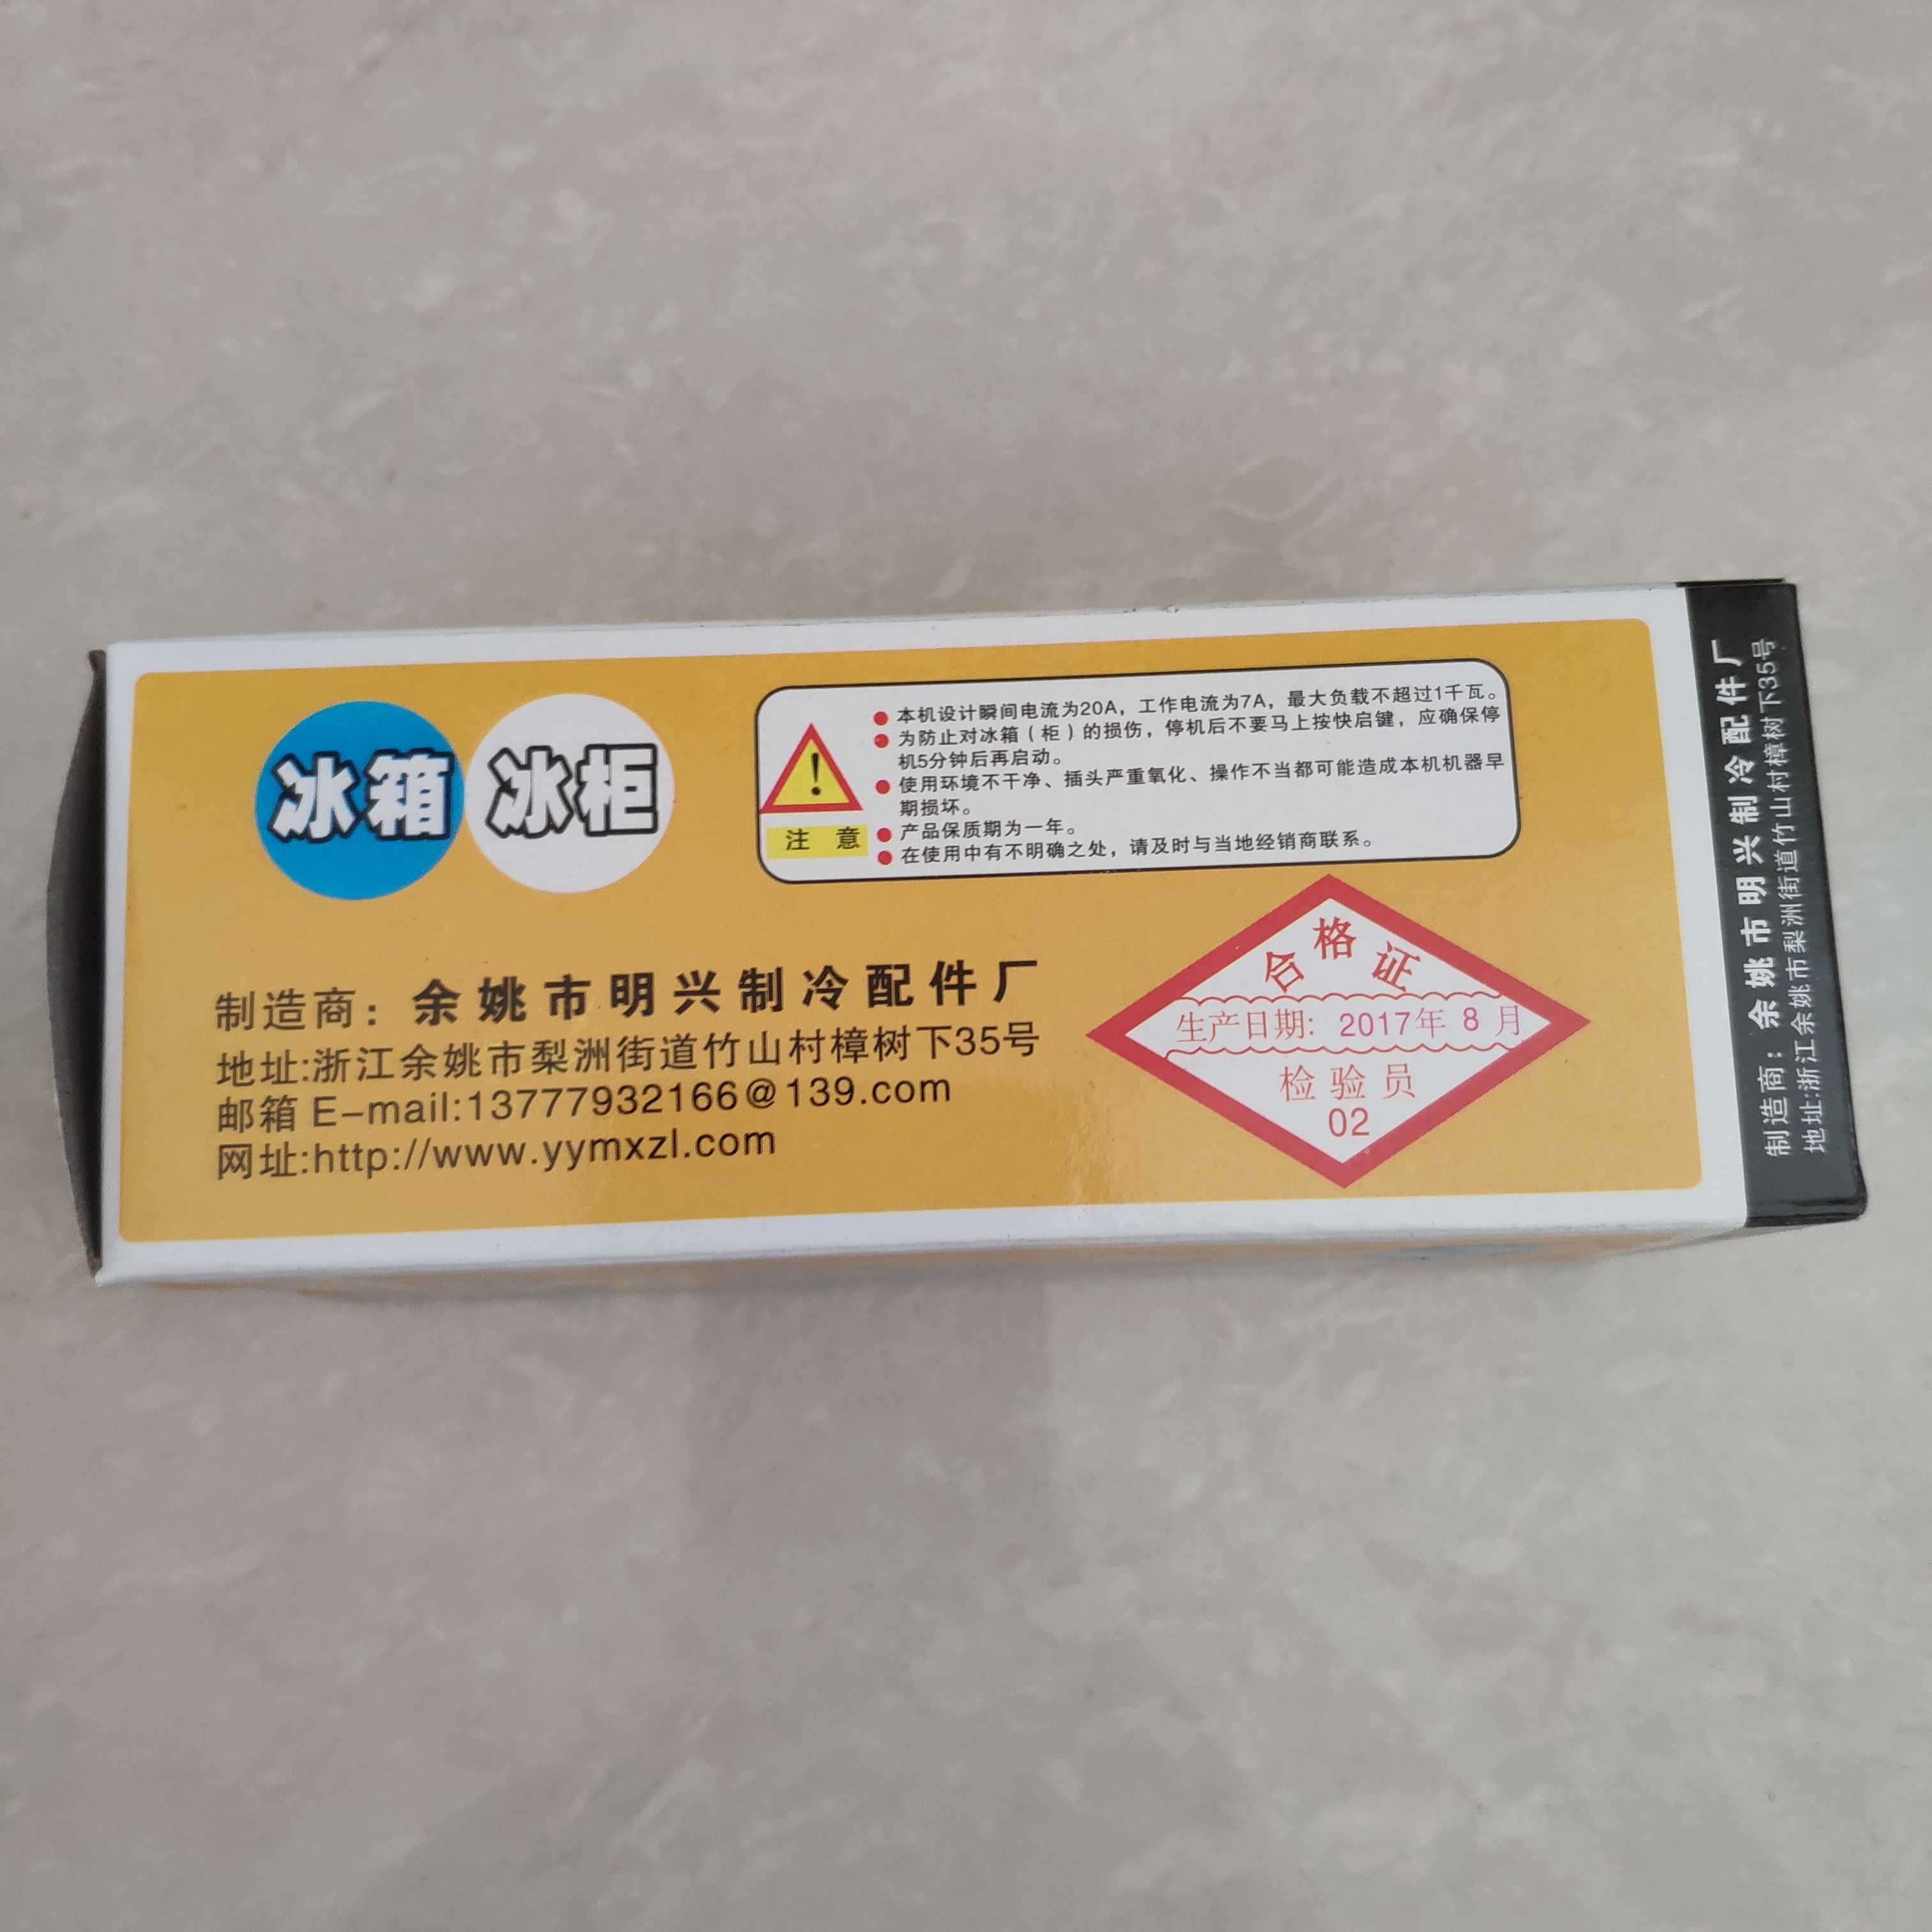 冰箱 冰柜
注 意
本机设计瞬间电流为20A，工作电流为7A，最大负载不超过1千瓦。
为防止对冰箱（柜）的损伤，停机后不要马上按快启键，应确保停
机5分钟后再启动。
使用环境不干净、插头严重氧化、操作不当都可能造成本机机器早
期损坏。
产品保质期为一年。
在使用中有不明确之处，请及时与当地经销商联系。
制造商：余姚市明兴制冷配件厂
地址:浙江余姚市梨洲街道竹山村樟树下35号
邮箱 E-mail:13777932166@139.com
网址:http://www.yymxzl.com
合格证
生产日期: 2017年 8 月
检验员
02
制造商：余姚市明兴制冷配件厂
地址:浙江余姚市梨洲街道竹山村樟树下35号